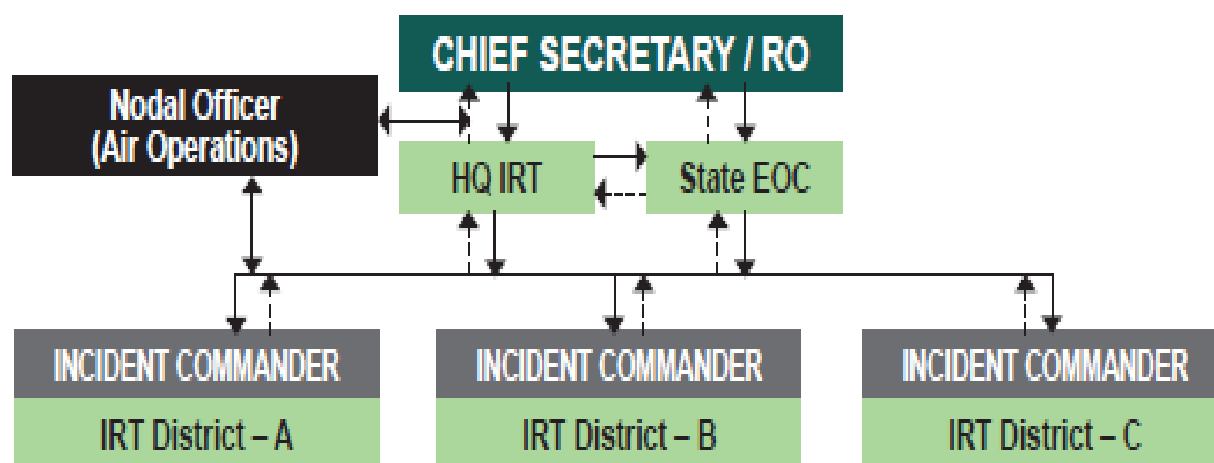 CHIEF SECRETARY / RO
Nodal Officer
(Air Operations)
HQ IRT
State EOC
INCIDENT COMMANDER
IRT District – A
INCIDENT COMMANDER
IRT District – B
INCIDENT COMMANDER
IRT District – C